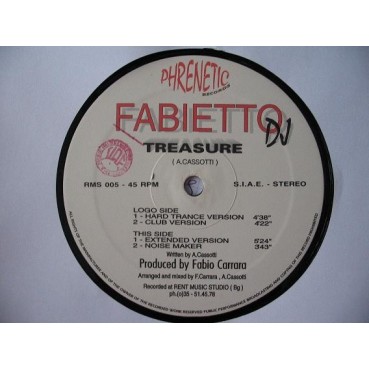 PHRENETIC
RECORDS
FABIETTO DJ
TREASURE
( A.CASSOTTI )
RMS 005 - 45 RPM
S.I.A.E. - STEREO
LOGO SIDE
1 - HARD TRANCE VERSION 4'38"
2 - CLUB VERSION 4'22"
THIS SIDE
1 - EXTENDED VERSION 5'24"
2 - NOISE MAKER 3'43"
Written by A.Cassotti
Produced by Fabio Carrara
Arranged and mixed by F.Carrara , A.Cassotti
Recorded at RENT MUSIC STUDIO ( Bg )
ph.(o)35 - 51.45.78